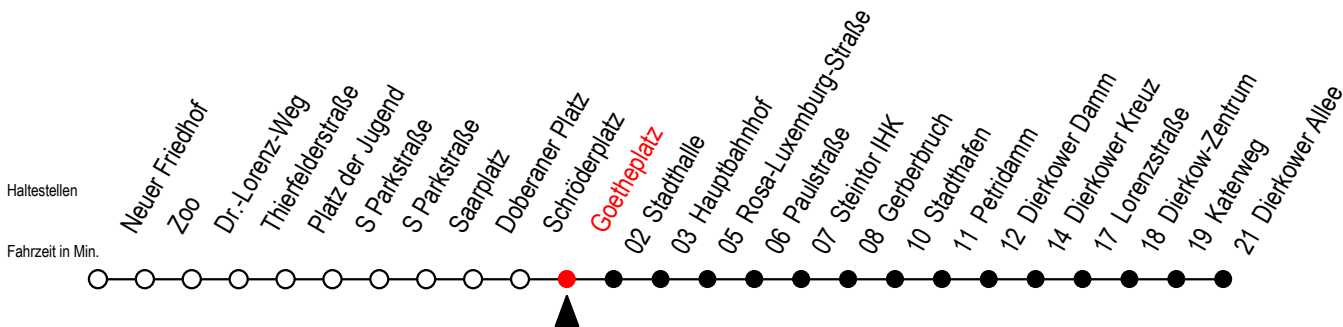 Haltestellen
Neuer Friedhof
Zoo
Dr.-Lorenz-Weg
Thierfelderstraße
Platz der Jugend
S Parkstraße
S Parkstraße
Saarplatz
Doberaner Platz
Schröderplatz
Goetheplatz
02 Stadthalle
03 Hauptbahnhof
05 Rosa-Luxemburg-Straße
06 Paulstraße
07 Steintor IHK
08 Gerberbruch
10 Stadthafen
11 Petridamm
12 Dierkower Damm
14 Dierkower Kreuz
17 Lorenzstraße
18 Dierkow-Zentrum
19 Katerweg
21 Dierkower Allee
Fahrzeit in Min.